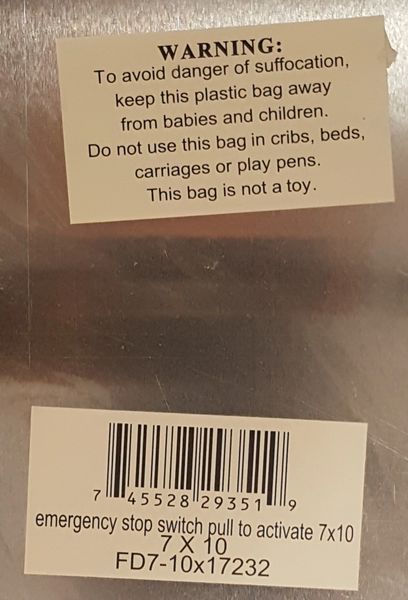 WARNING:
To avoid danger of suffocation,
keep this plastic bag away
from babies and children.
Do not use this bag in cribs, beds,
carriages or play pens.
This bag is not a toy.
7 45528 29351 9
emergency stop switch pull to activate 7x10
7 X 10
FD7-10x17232